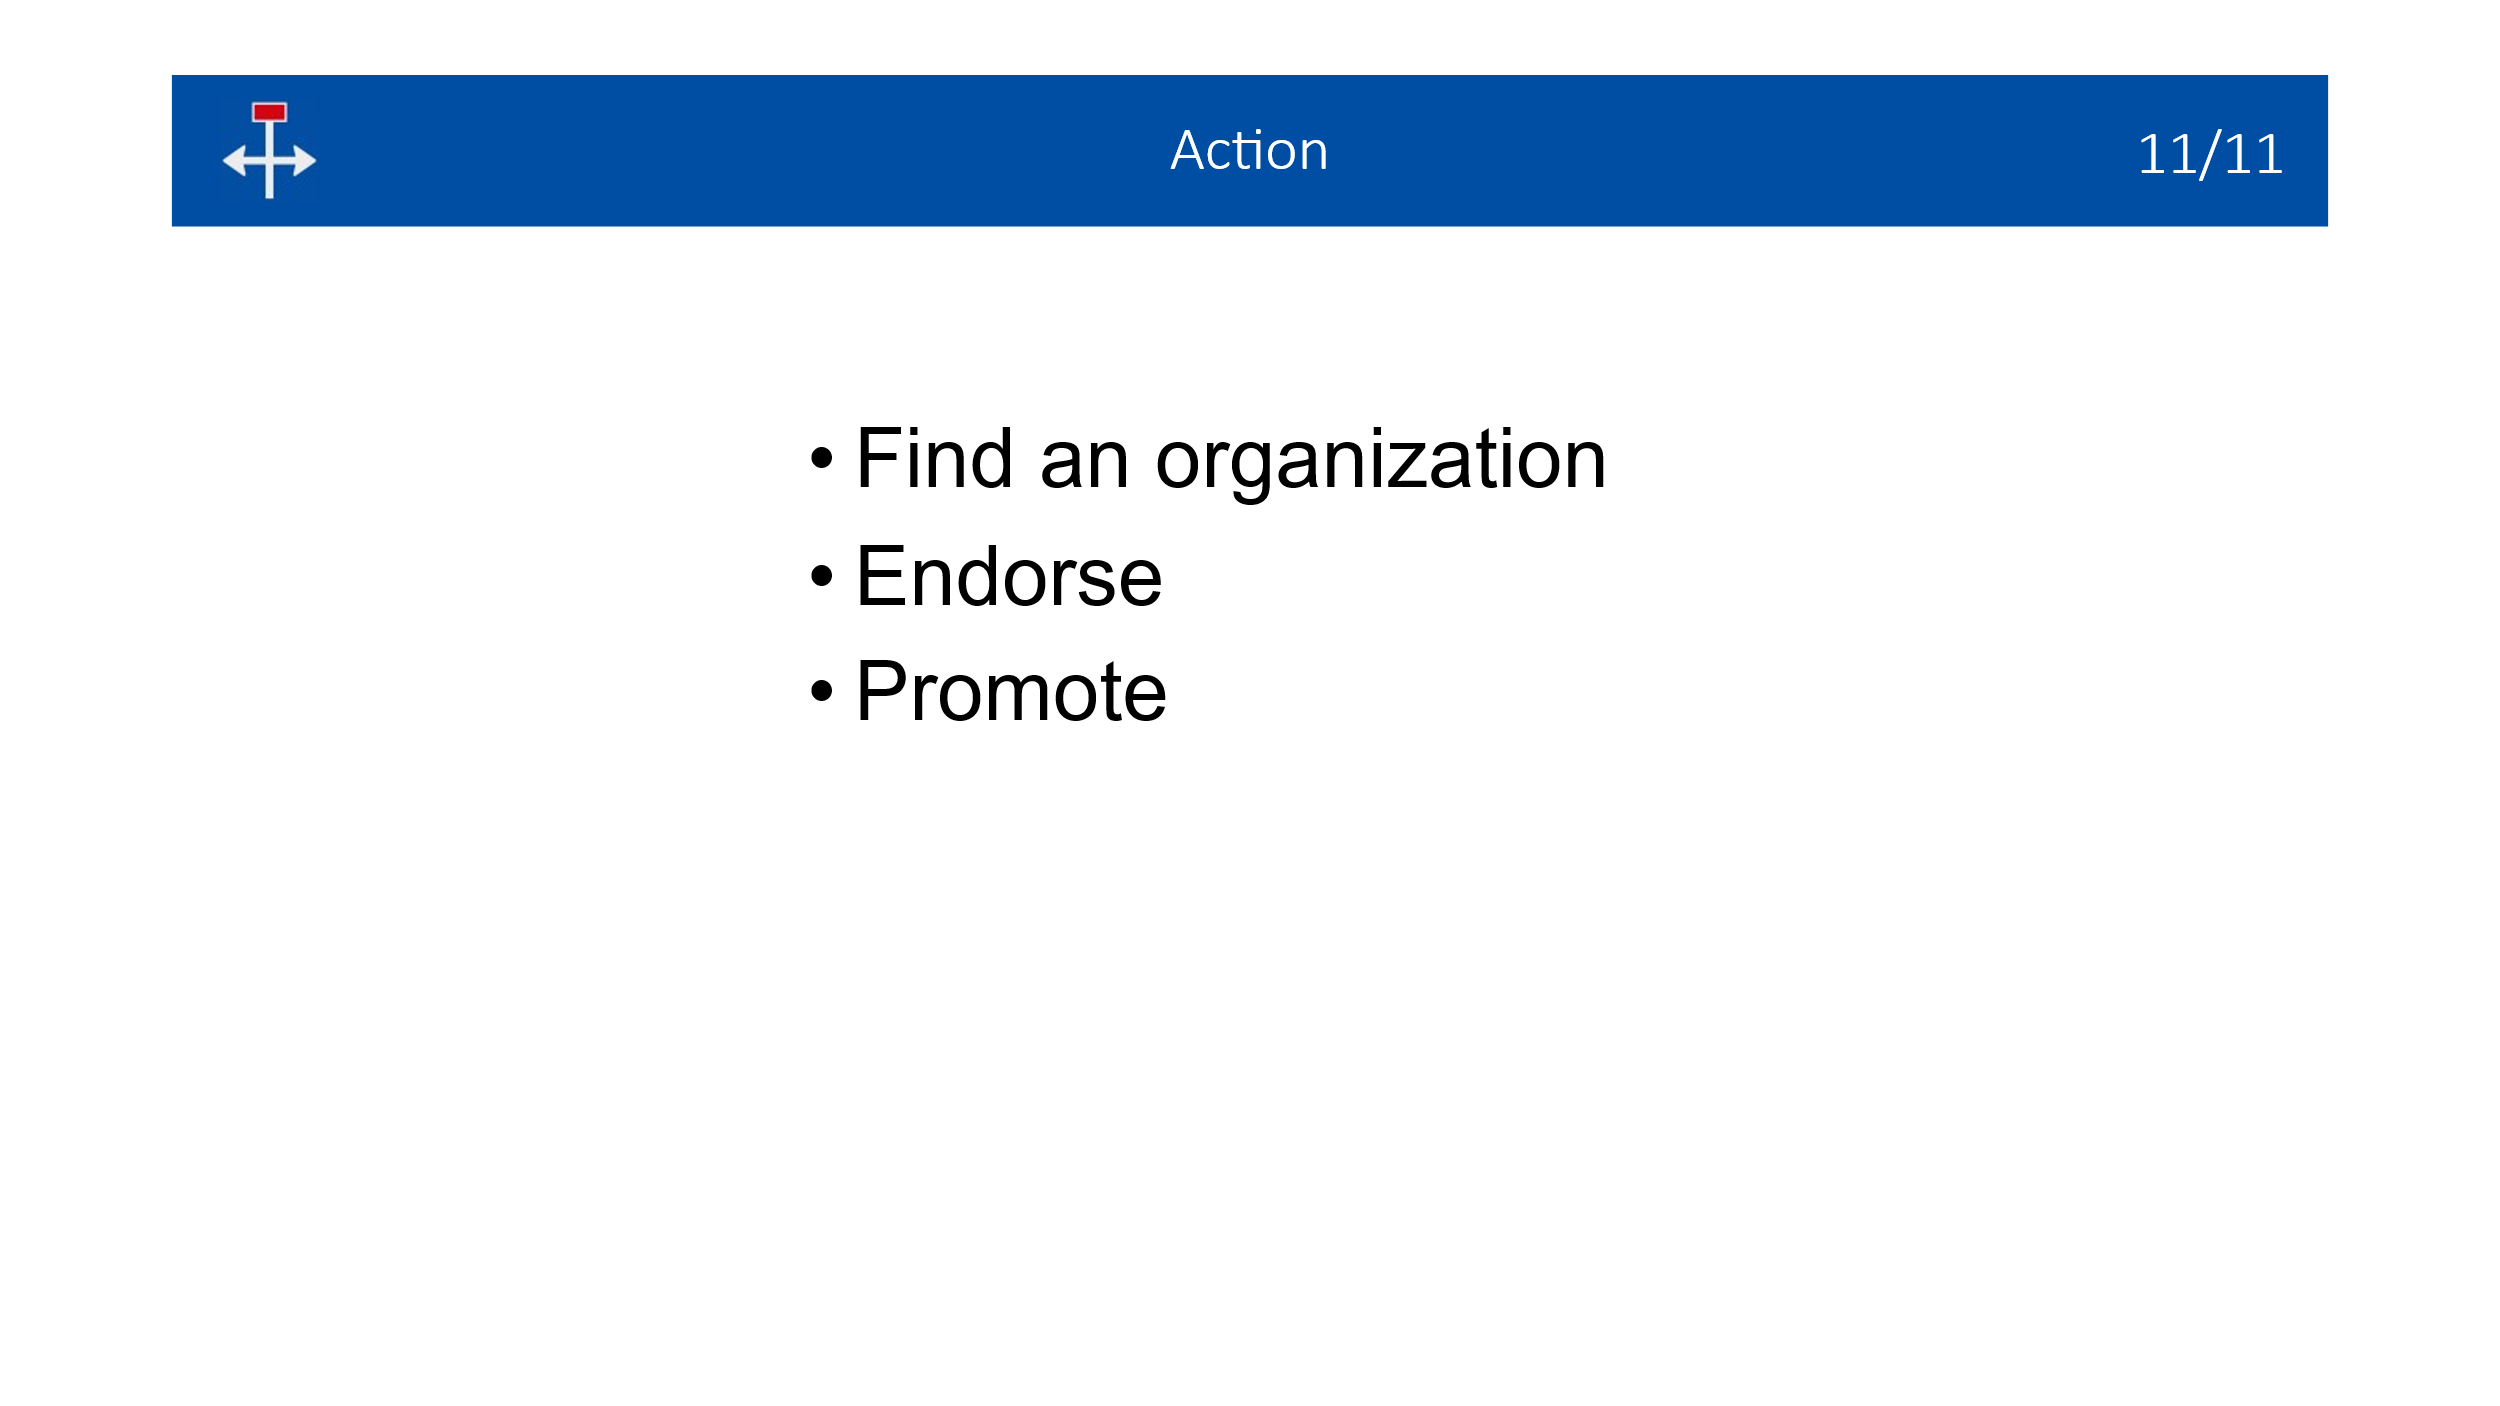 Action
11/11
• Find an organization
• Endorse
• Promote